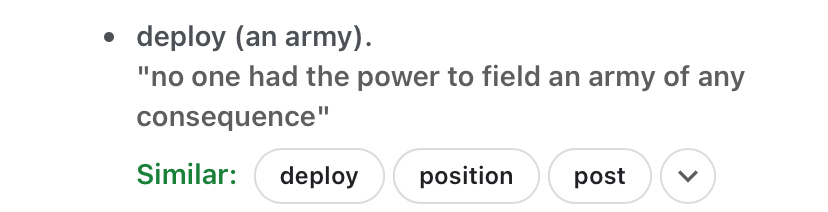 • deploy (an army).
"no one had the power to field an army of any
consequence"
Similar: deploy position post